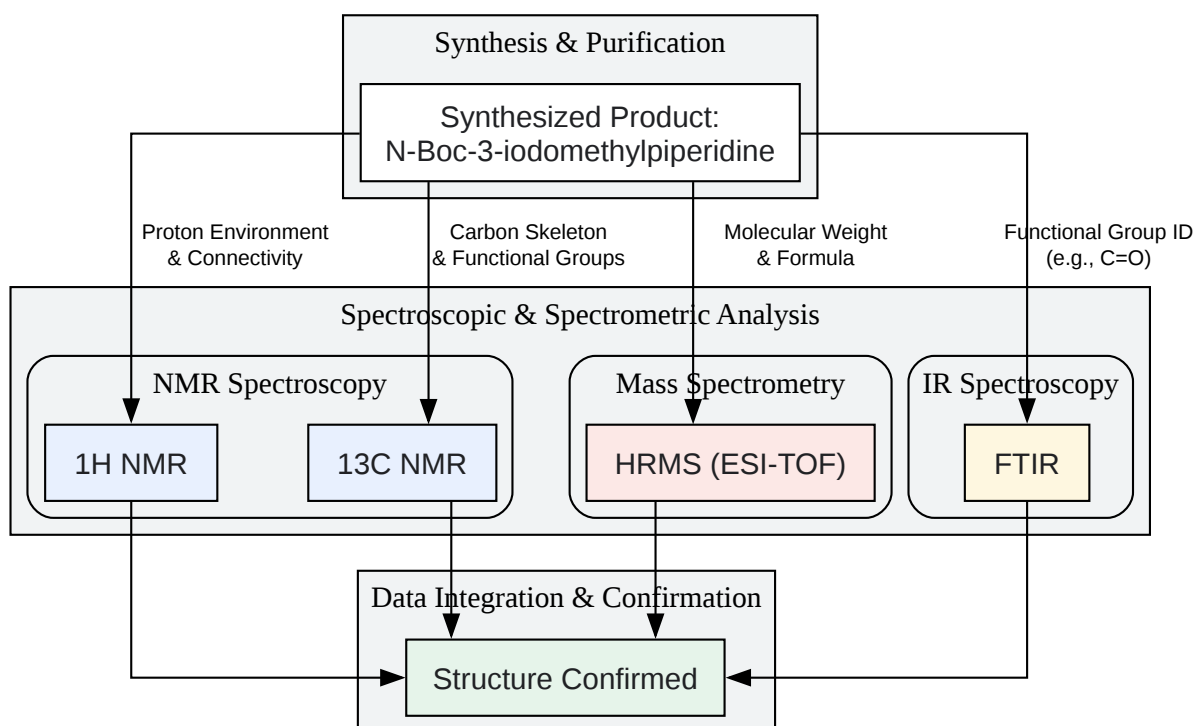 Synthesis & Purification
Synthesized Product:
N-Boc-3-iodomethylpiperidine
Proton Environment
& Connectivity
Carbon Skeleton
& Functional Groups
Molecular Weight
& Formula
Functional Group ID
(e.g., C=O)
Spectroscopic & Spectrometric Analysis
NMR Spectroscopy
Mass Spectrometry
IR Spectroscopy
1H NMR
13C NMR
HRMS (ESI-TOF)
FTIR
Data Integration & Confirmation
Structure Confirmed